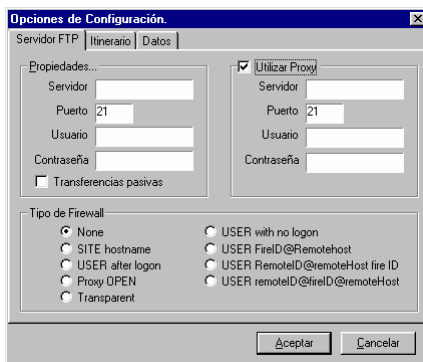 Opciones de Configuración.
Servidor FTP Itinerario Datos
Propiedades...
Servidor
Puerto 21
Usuario
Contraseña
Transferencias pasivas
Utilizar Proxy
Servidor
Puerto 21
Usuario
Contraseña
Tipo de Firewall
None
SITE hostname
USER after logon
Proxy OPEN
Transparent
USER with no logon
USER FireID@Remotehost
USER RemoteID@remoteHost fire ID
USER remoteID@fireID@remoteHost
Aceptar Cancelar